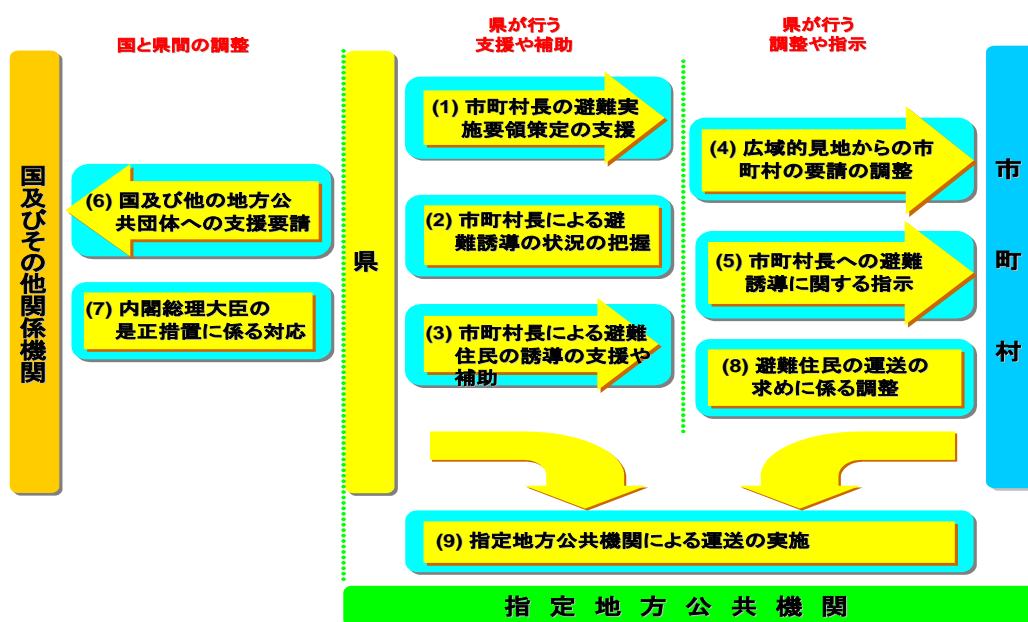 国と県間の調整
県が行う
支援や補助
県が行う
調整や指示
国及びその他関係機関
県
市町村
(1) 市町村長の避難実
施要領策定の支援
(2) 市町村長による避
難誘導の状況の把握
(3) 市町村長による避難
住民の誘導の支援や
補助
(4) 広域的見地からの市
町村の要請の調整
(5) 市町村長への避難
誘導に関する指示
(6) 国及び他の地方公
共団体への支援要請
(7) 内閣総理大臣の
是正措置に係る対応
(8) 避難住民の運送の
求めに係る調整
(9) 指定地方公共機関による運送の実施
指定地方公共機関